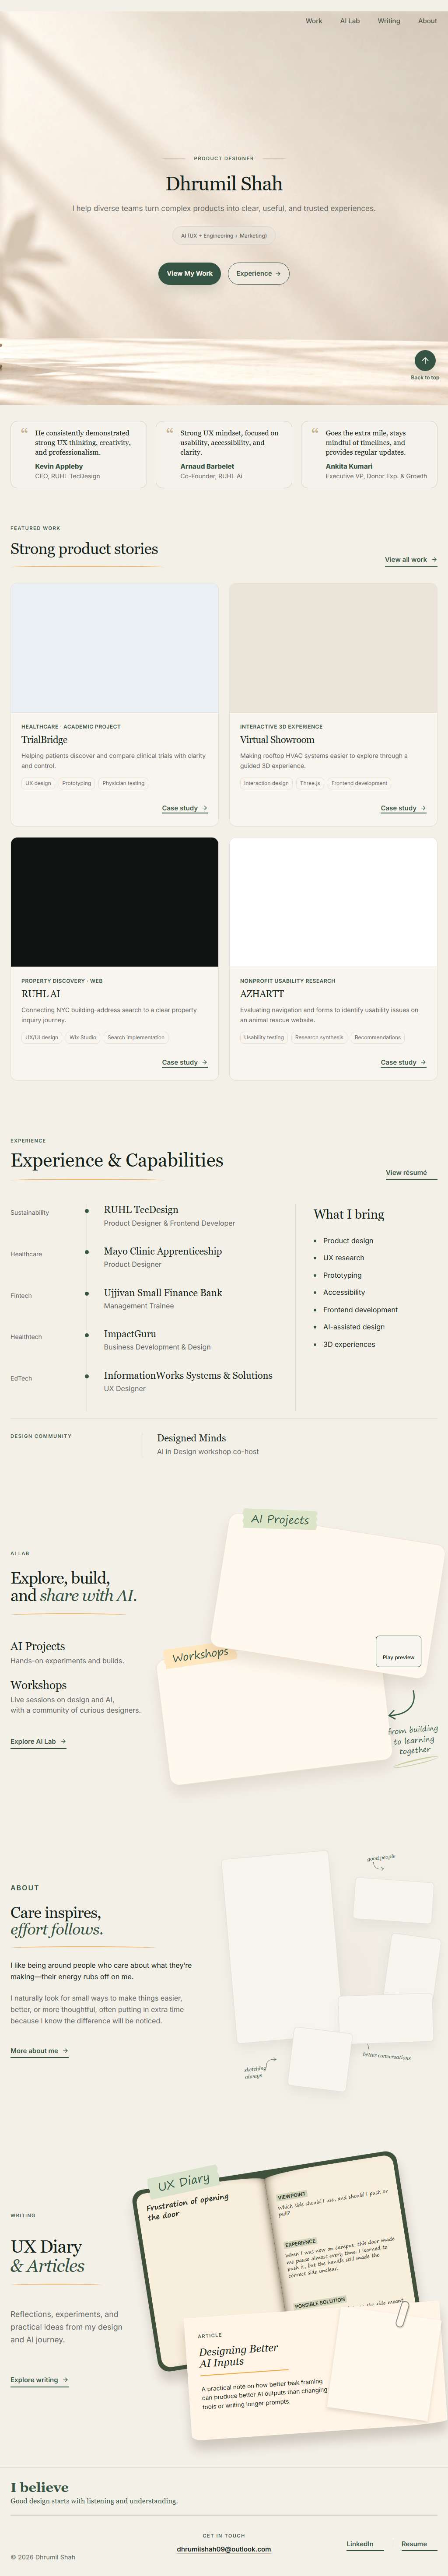 Work AI Lab Writing About
PRODUCT DESIGNER
Dhrumil Shah
I help diverse teams turn complex products into clear, useful, and trusted experiences.
AI (UX + Engineering + Marketing)
View My Work Experience →
Back to top
“ He consistently demonstrated
strong UX thinking, creativity,
and professionalism.
Kevin Appleby
CEO, RUHL TecDesign
“ Strong UX mindset, focused on
usability, accessibility, and
clarity.
Arnaud Barbelet
Co-Founder, RUHL AI
“ Goes the extra mile, stays
mindful of timelines, and
provides regular updates.
Ankita Kumari
Executive VP, Donor Exp. & Growth
FEATURED WORK
Strong product stories
View all work →
HEALTHCARE · ACADEMIC PROJECT
TrialBridge
Helping patients discover and compare clinical trials with clarity
and control.
UX design Prototyping Physician testing
Case study →
INTERACTIVE 3D EXPERIENCE
Virtual Showroom
Making rooftop HVAC systems easier to explore through a
guided 3D experience.
Interaction design Three.js Frontend development
Case study →
PROPERTY DISCOVERY · WEB
RUHL AI
Connecting NYC building-address search to a clear property
inquiry journey.
UX/UI design Wix Studio Search implementation
Case study →
NONPROFIT USABILITY RESEARCH
AZHARTT
Evaluating navigation and forms to identify usability issues on
an animal rescue website.
Usability testing Research synthesis Recommendations
Case study →
EXPERIENCE
Experience & Capabilities
View résumé
Sustainability
RUHL TecDesign
Product Designer & Frontend Developer
Healthcare
Mayo Clinic Apprenticeship
Product Designer
Fintech
Ujjivan Small Finance Bank
Management Trainee
Healthtech
ImpactGuru
Business Development & Design
EdTech
InformationWorks Systems & Solutions
UX Designer
What I bring
• Product design
• UX research
• Prototyping
• Accessibility
• Frontend development
• AI-assisted design
• 3D experiences
DESIGN COMMUNITY
Designed Minds
AI in Design workshop co-host
AI LAB
Explore, build,
and share with AI.
AI Projects
Hands-on experiments and builds.
Workshops
Live sessions on design and AI,
with a community of curious designers.
Explore AI Lab →
AI Projects
Workshops
Play preview
from building
to learning
together
ABOUT
Care inspires,
effort follows.
I like being around people who care about what they're
making—their energy rubs off on me.
I naturally look for small ways to make things easier,
better, or more thoughtful, often putting in extra time
because I know the difference will be noticed.
More about me →
good people
sketching
always
better conversations
WRITING
UX Diary
& Articles
Reflections, experiments, and
practical ideas from my design
and AI journey.
Explore writing →
UX Diary
Frustration of opening
the door
VIEWPOINT
Which side should I use, and should I push or
pull?
EXPERIENCE
When I was new on campus, this door made
me pause almost every time. I learned to
push it, but the handle still made the
correct side unclear.
POSSIBLE SOLUTION
the side meant
ARTICLE
Designing Better
AI Inputs
A practical note on how better task framing
can produce better AI outputs than changing
tools or writing longer prompts.
I believe
Good design starts with listening and understanding.
GET IN TOUCH
dhrumilshah09@outlook.com
LinkedIn Resume
© 2026 Dhrumil Shah